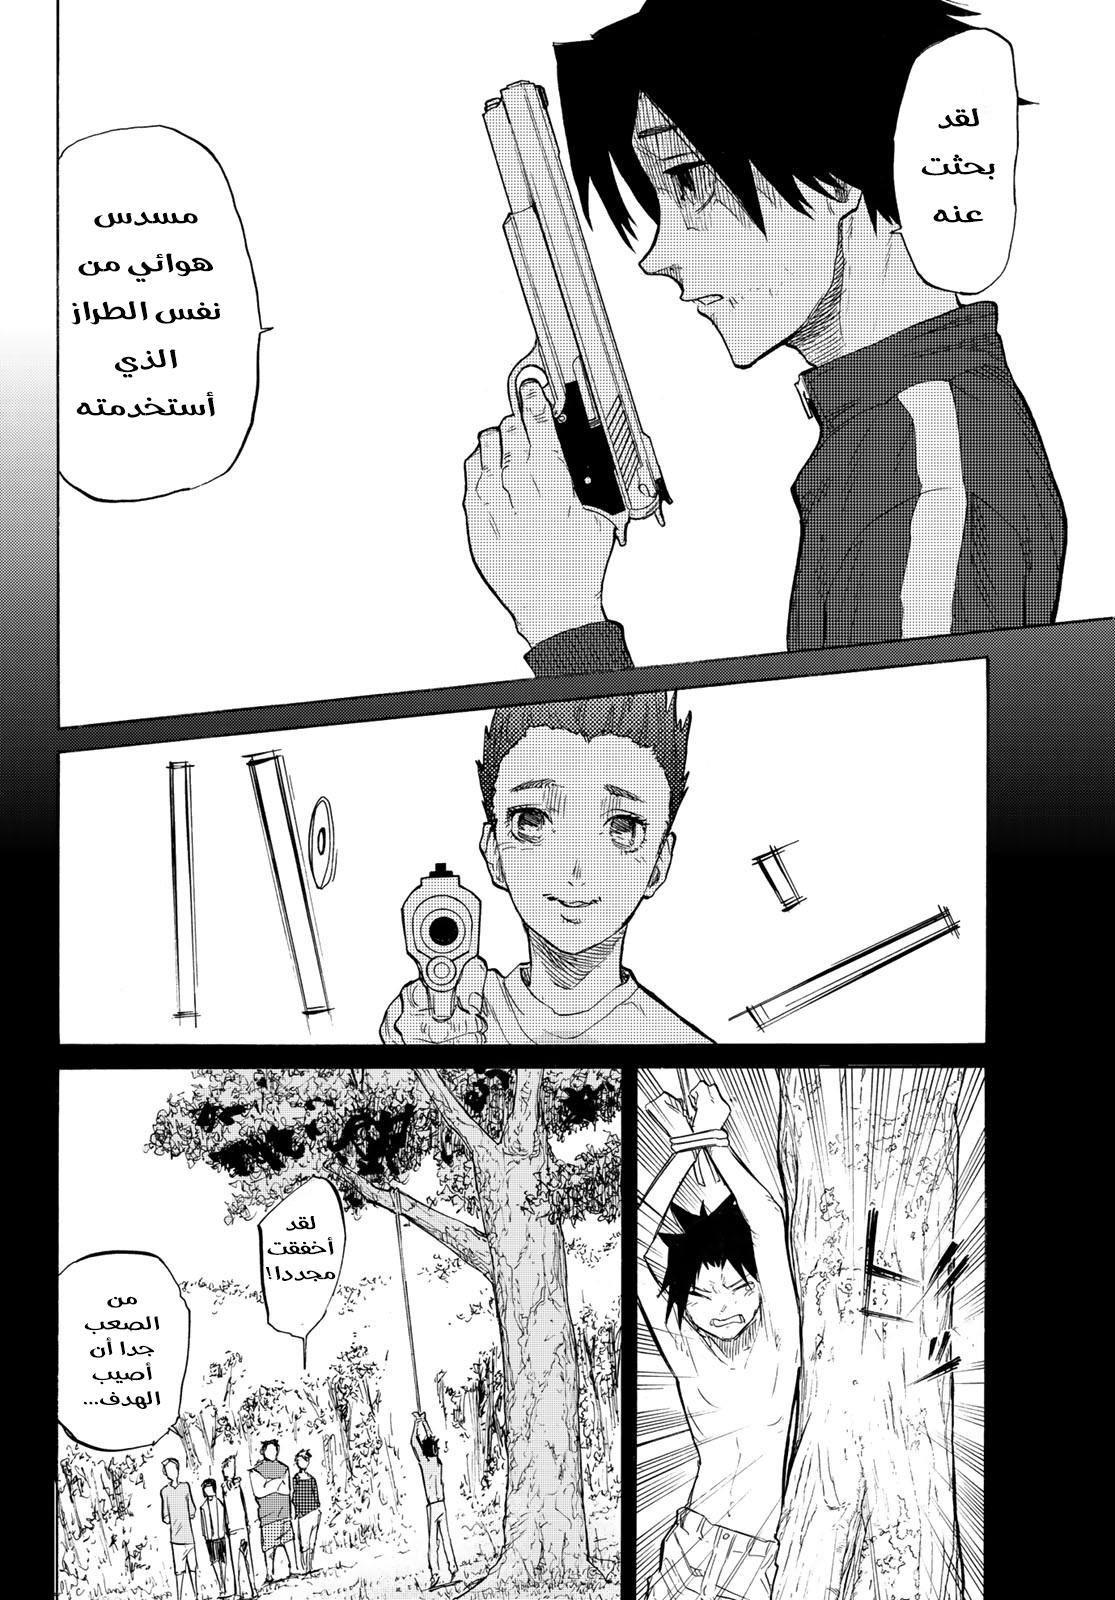 لقد
بحثت
عنه
مسدس
هوائي من
نفس الطراز
الذي
أستخدمته
لقد
أخفقت
مجددا!
من
الصعب
جدا أن
أصيب
الهدف...